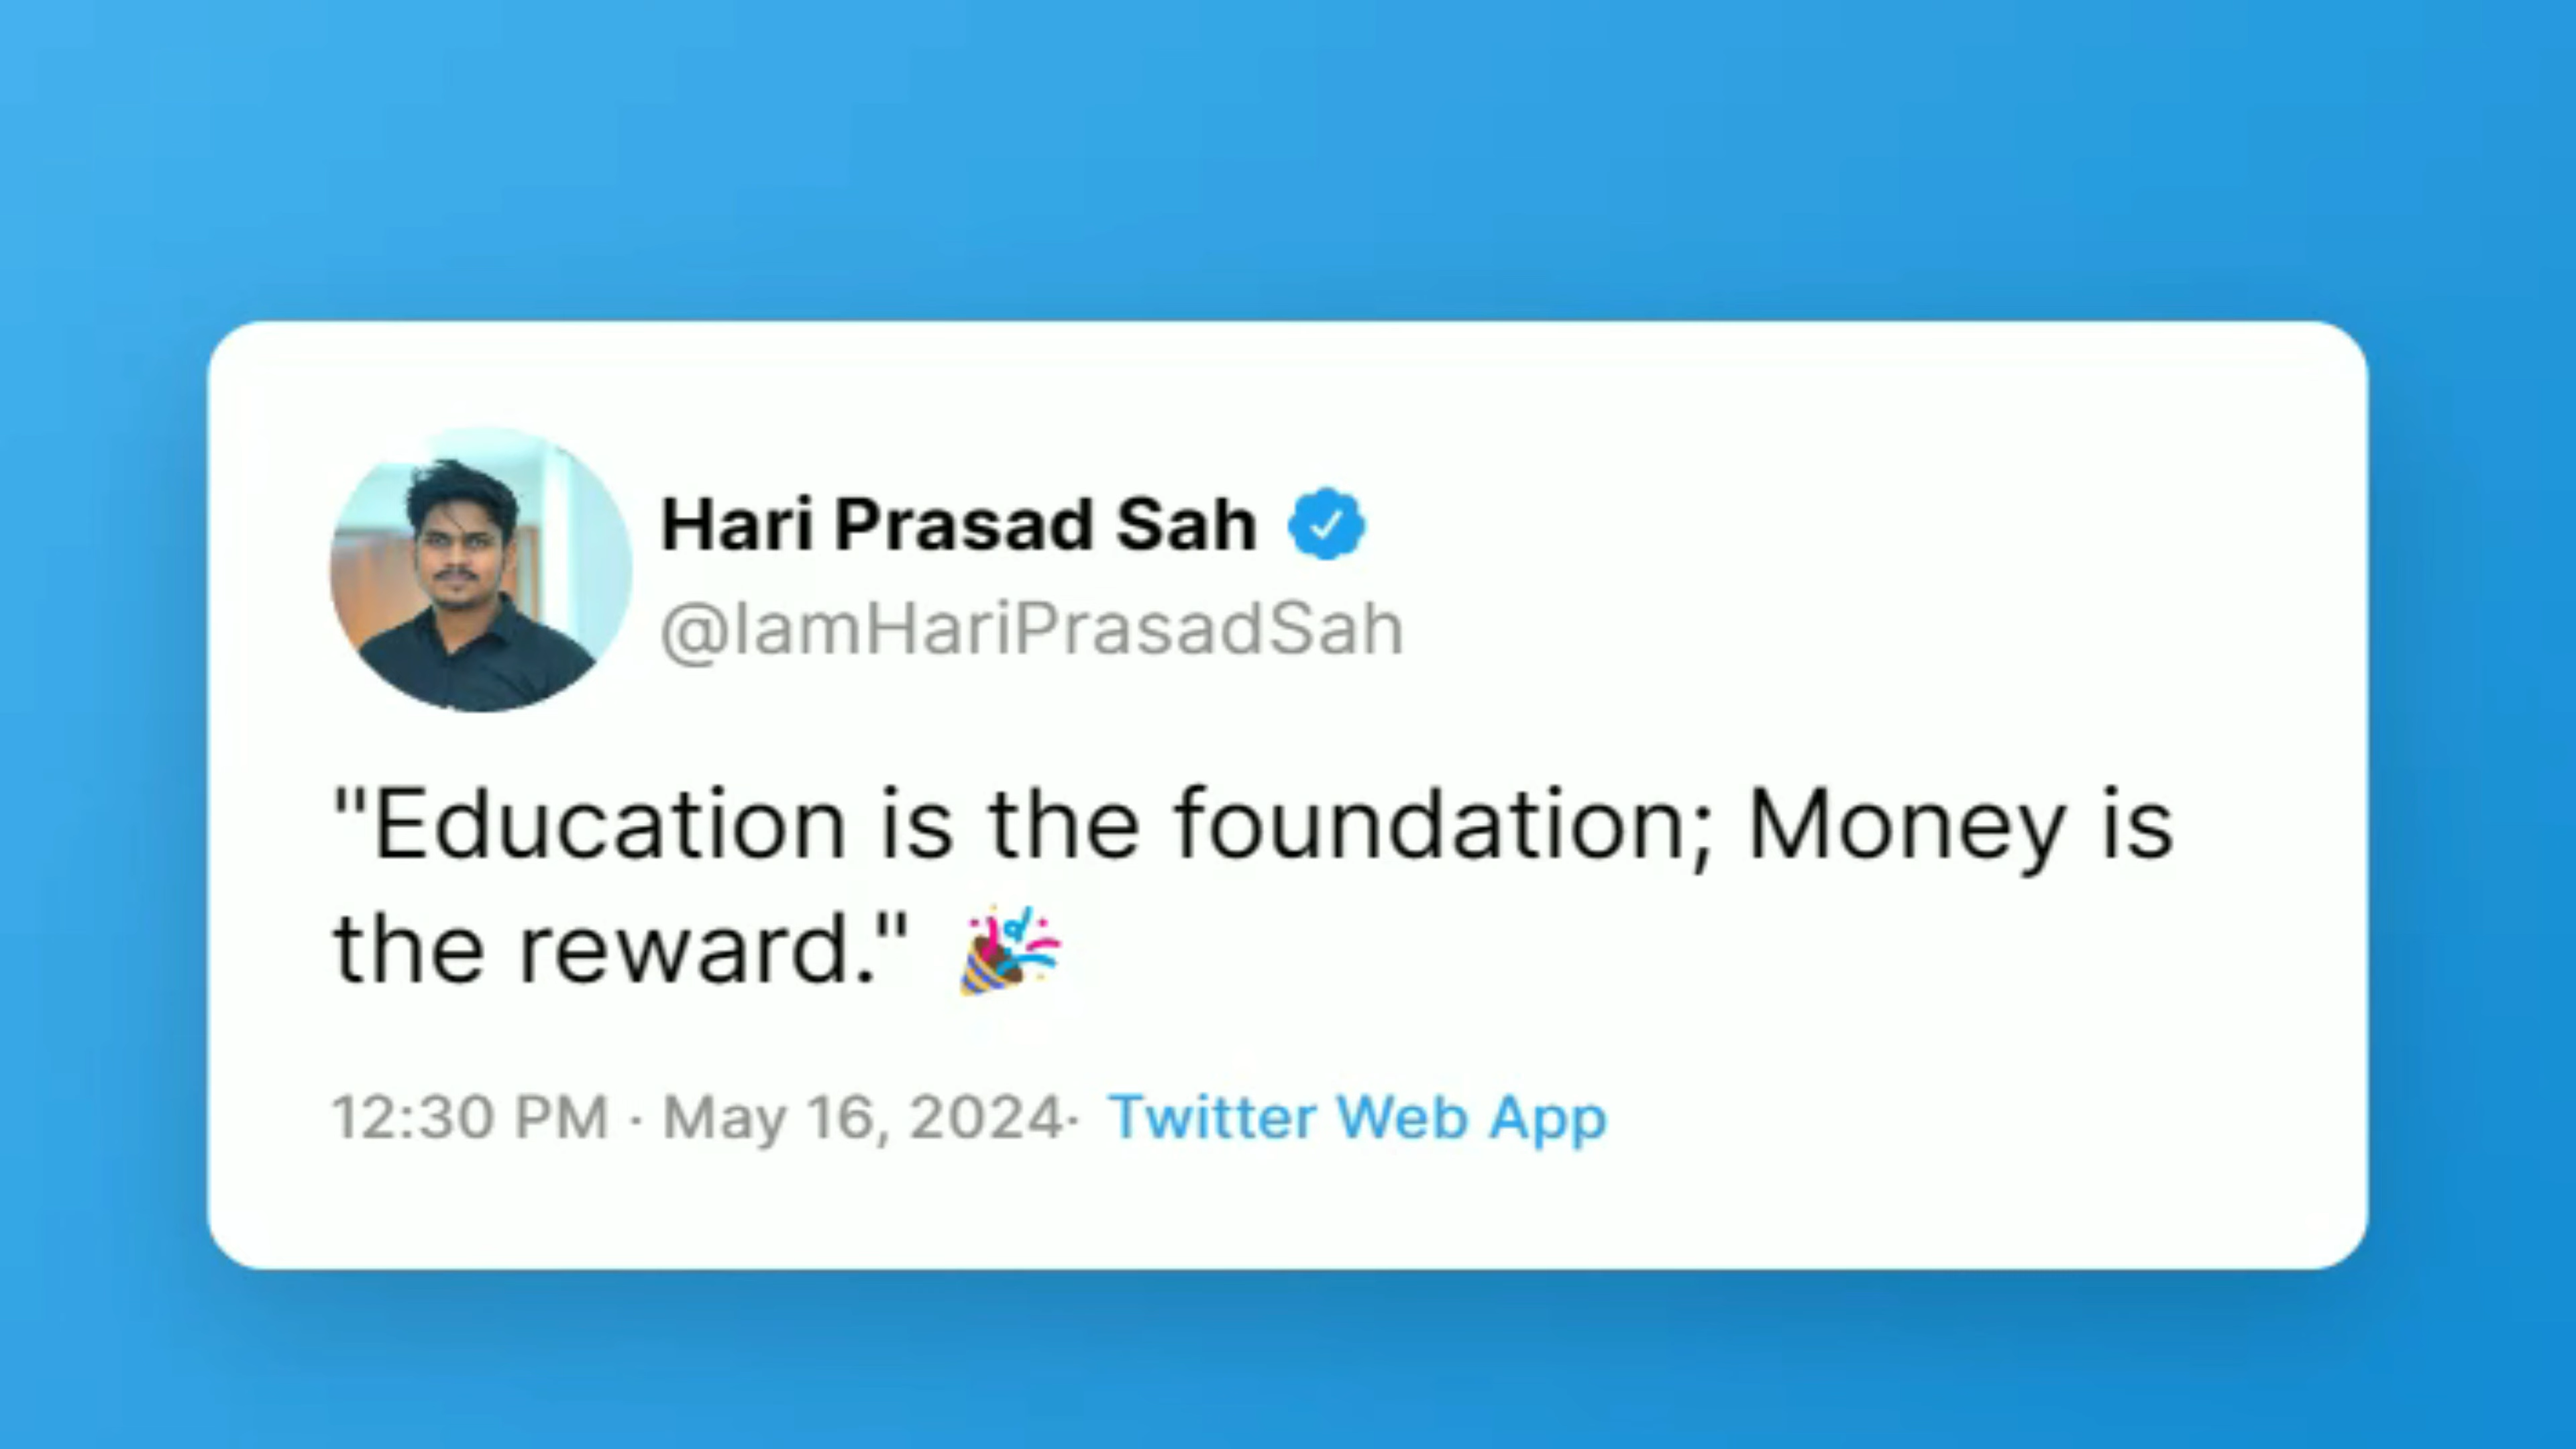 Hari Prasad Sah
@IamHariPrasadSah
"Education is the foundation; Money is
the reward." 🎉
12:30 PM · May 16, 2024· Twitter Web App